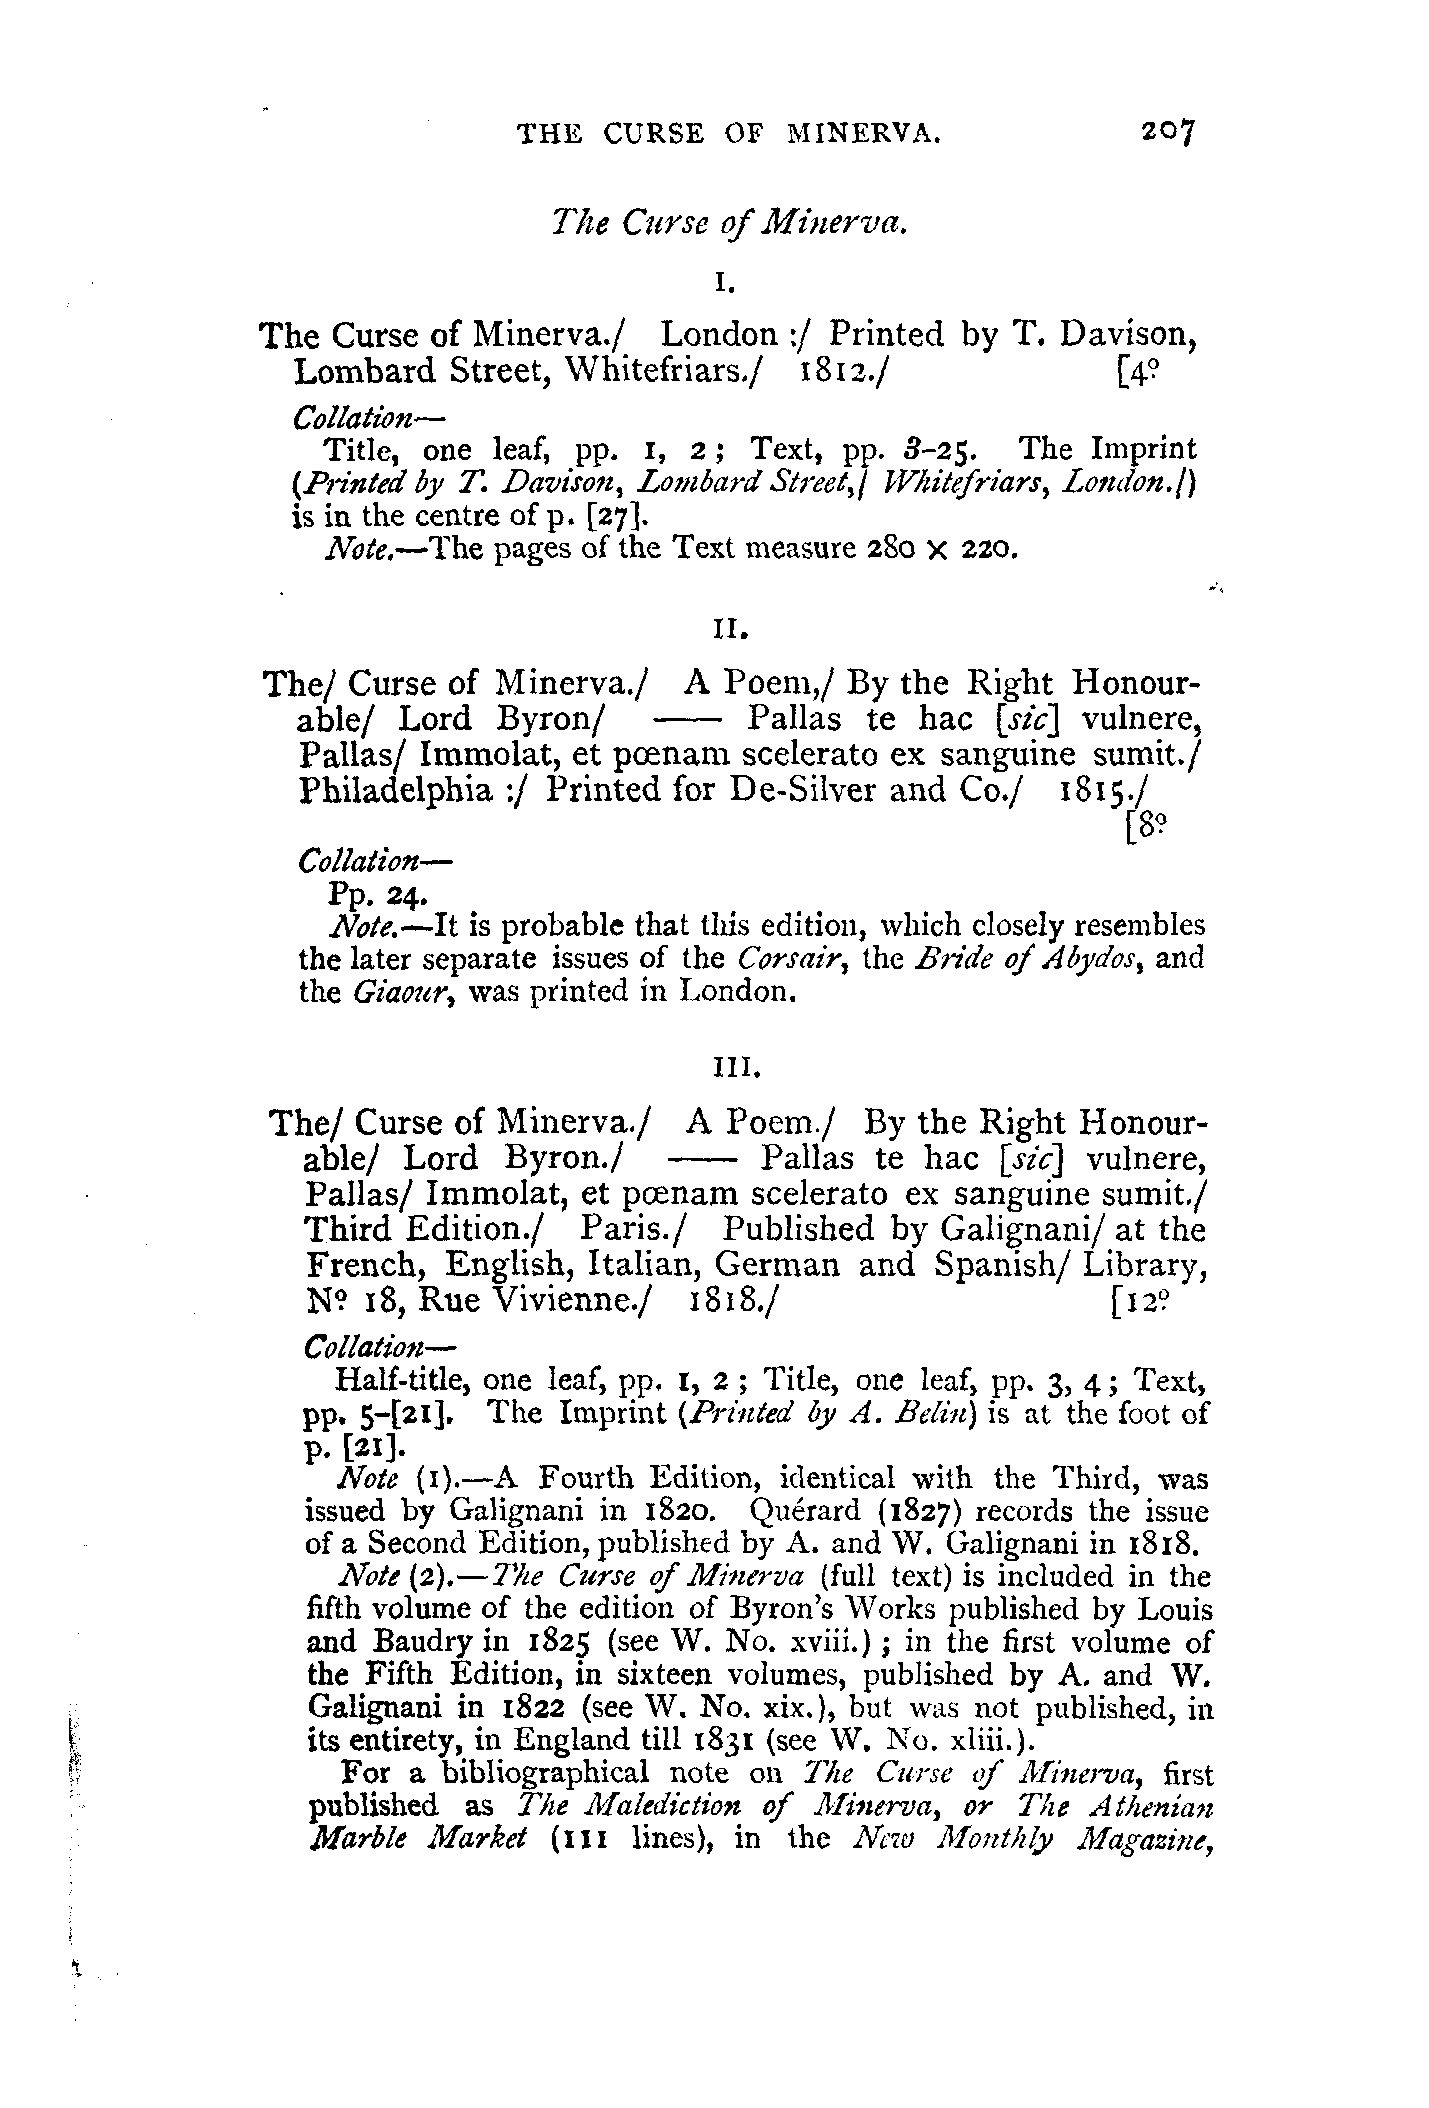 THE CURSE OF MINERVA. 207
The Curse of Minerva.
I.
The Curse of Minerva./ London :/ Printed by T. Davison,
Lombard Street, Whitefriars./ 1812./ [4º
Collation—
Title, one leaf, pp. 1, 2 ; Text, pp. 3–25. The Imprint
(Printed by T. Davison, Lombard Street,/ Whitefriars, London./)
is in the centre of p. [27].
Note.—The pages of the Text measure 280 × 220.
II.
The/ Curse of Minerva./ A Poem,/ By the Right Honour-
able/ Lord Byron/ —— Pallas te hac [sic] vulnere,
Pallas/ Immolat, et pœnam scelerato ex sanguine sumit./
Philadelphia :/ Printed for De-Silver and Co./ 1815./
[8º
Collation—
Pp. 24.
Note.—It is probable that this edition, which closely resembles
the later separate issues of the Corsair, the Bride of Abydos, and
the Giaour, was printed in London.
III.
The/ Curse of Minerva./ A Poem./ By the Right Honour-
able/ Lord Byron./ —— Pallas te hac [sic] vulnere,
Pallas/ Immolat, et pœnam scelerato ex sanguine sumit./
Third Edition./ Paris./ Published by Galignani/ at the
French, English, Italian, German and Spanish/ Library,
Nº 18, Rue Vivienne./ 1818./ [12º
Collation—
Half-title, one leaf, pp. 1, 2 ; Title, one leaf, pp. 3, 4 ; Text,
pp. 5–[21]. The Imprint (Printed by A. Belin) is at the foot of
p. [21].
Note (1).—A Fourth Edition, identical with the Third, was
issued by Galignani in 1820. Quérard (1827) records the issue
of a Second Edition, published by A. and W. Galignani in 1818.
Note (2).—The Curse of Minerva (full text) is included in the
fifth volume of the edition of Byron's Works published by Louis
and Baudry in 1825 (see W. No. xviii.) ; in the first volume of
the Fifth Edition, in sixteen volumes, published by A. and W.
Galignani in 1822 (see W. No. xix.), but was not published, in
its entirety, in England till 1831 (see W. No. xliii.).
For a bibliographical note on The Curse of Minerva, first
published as The Malediction of Minerva, or The Athenian
Marble Market (111 lines), in the New Monthly Magazine,